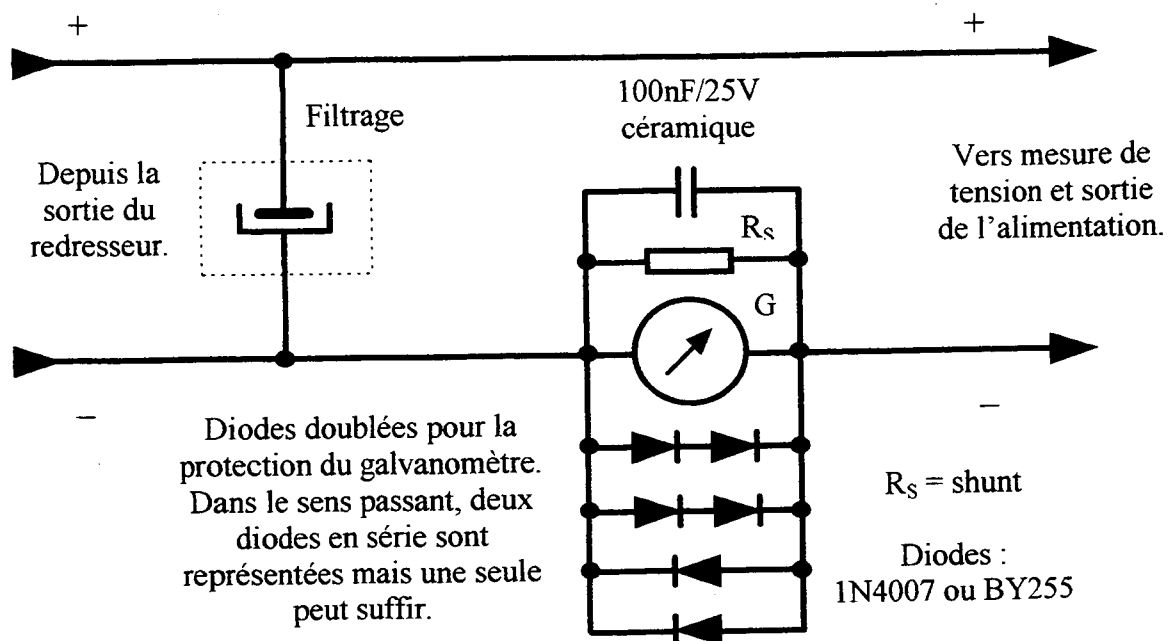 +
+
Filtrage
100nF/25V
céramique
Depuis la
sortie du
redresseur.
Vers mesure de
tension et sortie
de l'alimentation.
RS
G
−
−
Diodes doublées pour la
protection du galvanomètre.
Dans le sens passant, deux
diodes en série sont
représentées mais une seule
peut suffir.
RS = shunt
Diodes :
1N4007 ou BY255